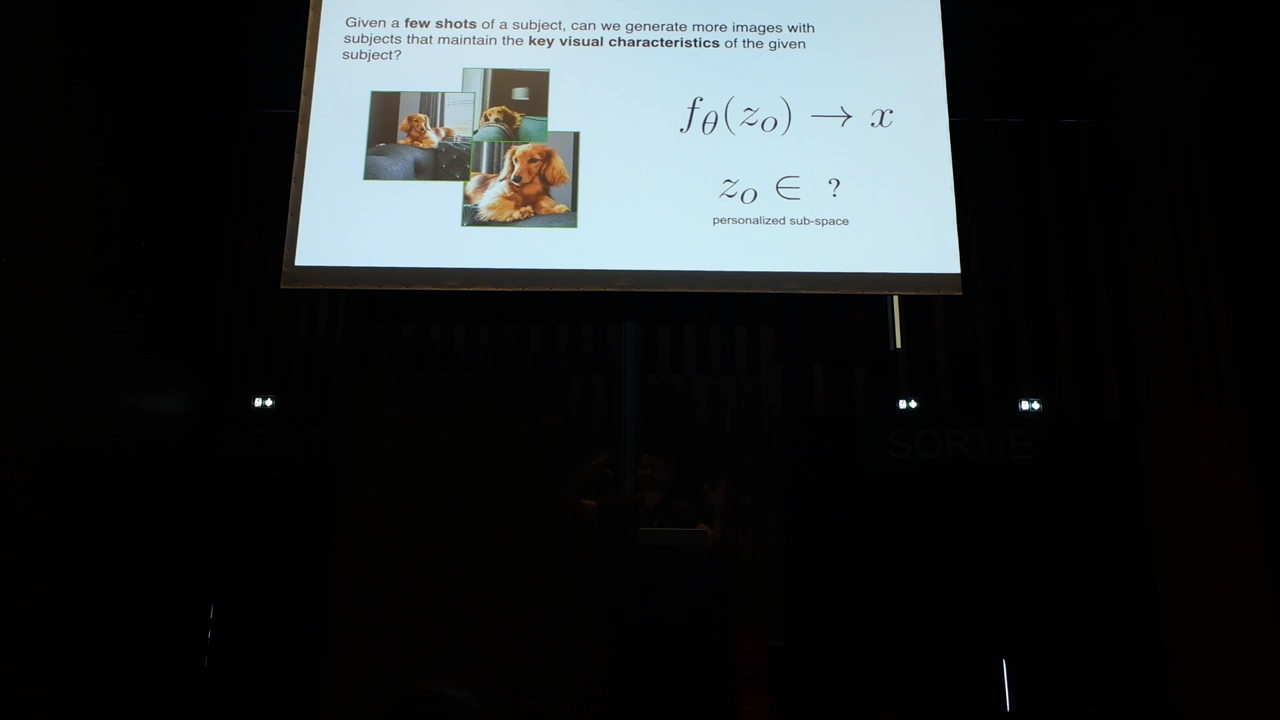 Given a few shots of a subject, can we generate more images with
subjects that maintain the key visual characteristics of the given
subject?
fθ(zo) → x
zo ∈ ?
personalized sub-space
SORTIE